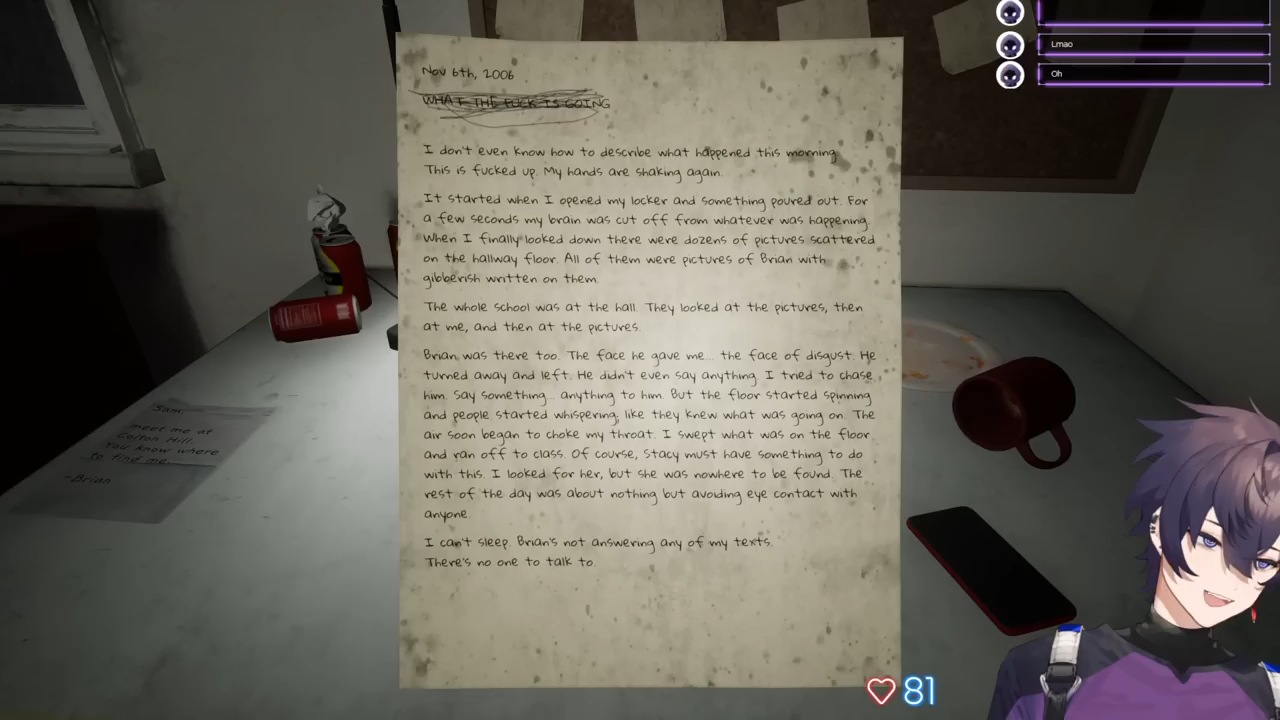 Lmao
Oh
Nov 6th, 2006
WHAT THE FUCK IS GOING
I don't even know how to describe what happened this morning.
This is fucked up. My hands are shaking again.
It started when I opened my locker and something poured out. For
a few seconds my brain was cut off from whatever was happening.
When I finally looked down there were dozens of pictures scattered
on the hallway floor. All of them were pictures of Brian with
gibberish written on them.
The whole school was at the hall. They looked at the pictures, then
at me, and then at the pictures.
Brian was there too. The face he gave me... the face of disgust. He
turned away and left. He didn't even say anything. I tried to chase
him. Say something... anything to him. But the floor started spinning
and people started whispering; like they knew what was going on. The
air soon began to choke my throat. I swept what was on the floor
and ran off to class. Of course, Stacy must have something to do
with this. I looked for her, but she was nowhere to be found. The
rest of the day was about nothing but avoiding eye contact with
anyone.
I can't sleep. Brian's not answering any of my texts.
There's no one to talk to.
Sam,
meet me at
Colton Hill.
You know where
to find me.
-Brian
81